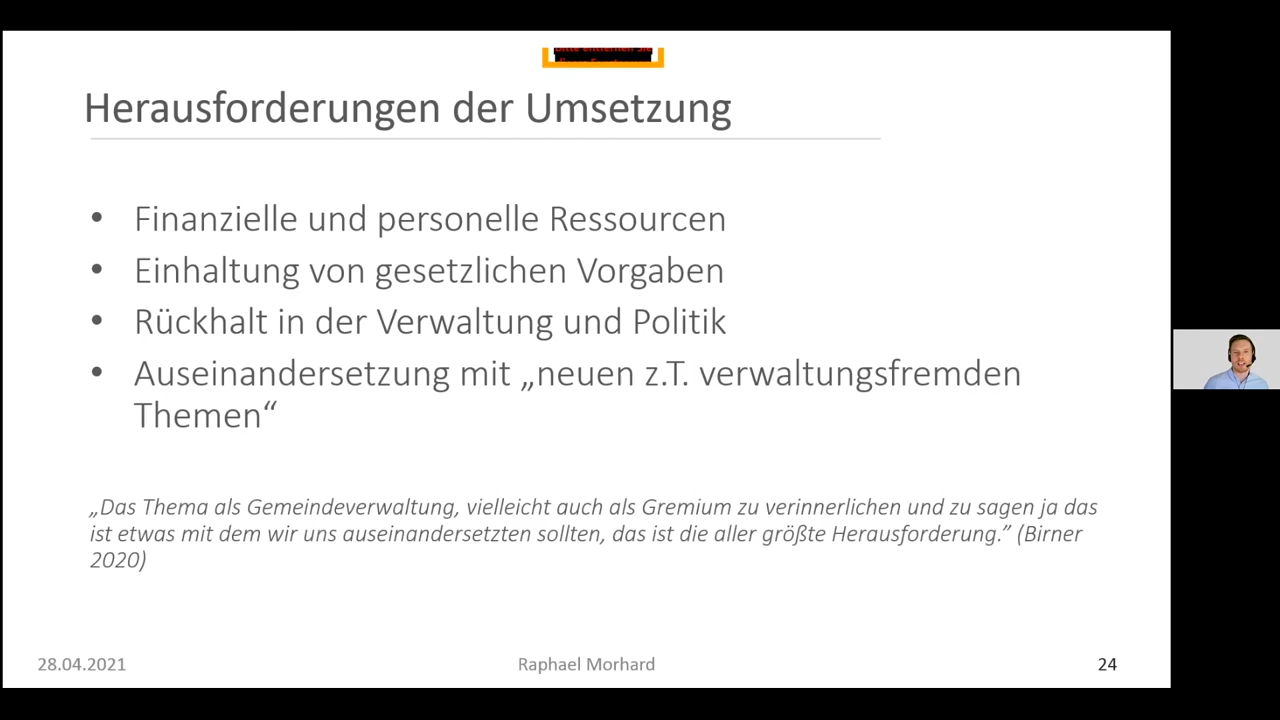 Herausforderungen der Umsetzung
• Finanzielle und personelle Ressourcen
• Einhaltung von gesetzlichen Vorgaben
• Rückhalt in der Verwaltung und Politik
• Auseinandersetzung mit „neuen z.T. verwaltungsfremden
Themen“
„Das Thema als Gemeindeverwaltung, vielleicht auch als Gremium zu verinnerlichen und zu sagen ja das
ist etwas mit dem wir uns auseinandersetzten sollten, das ist die aller größte Herausforderung.” (Birner
2020)
28.04.2021
Raphael Morhard
24